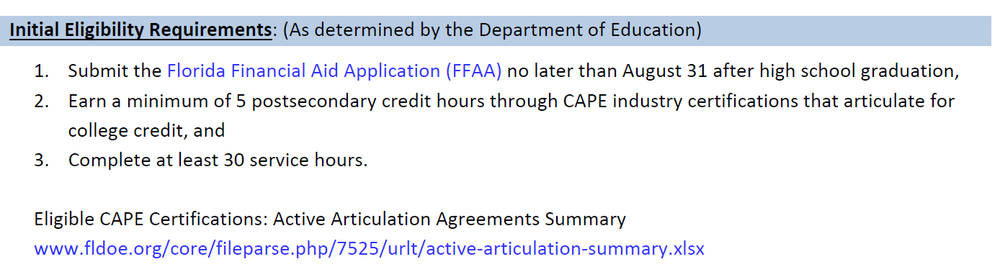 Initial Eligibility Requirements: (As determined by the Department of Education)
1. Submit the Florida Financial Aid Application (FFAA) no later than August 31 after high school graduation,
2. Earn a minimum of 5 postsecondary credit hours through CAPE industry certifications that articulate for
college credit, and
3. Complete at least 30 service hours.
Eligible CAPE Certifications: Active Articulation Agreements Summary
www.fldoe.org/core/fileparse.php/7525/urlt/active-articulation-summary.xlsx